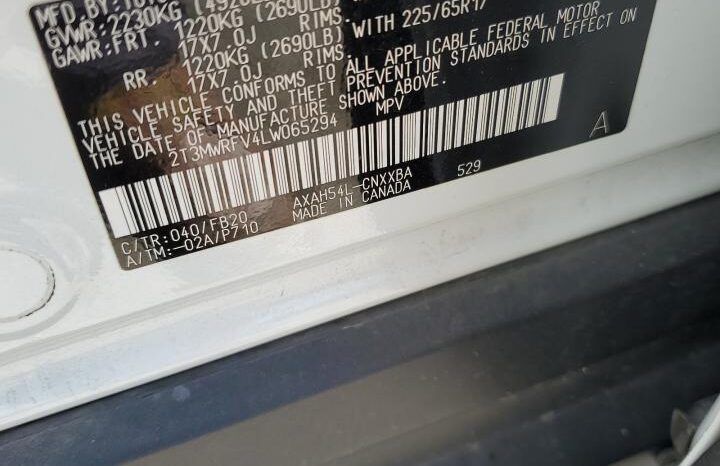 MFD.BY:
GVWR:2230KG
GAWR:FRT. 1220KG (2690LB) WITH 225/65R17
17X7.0J RIMS,
RR. 1220KG (2690LB)
17X7.0J RIMS,
THIS VEHICLE CONFORMS TO ALL APPLICABLE FEDERAL MOTOR
VEHICLE SAFETY AND THEFT PREVENTION STANDARDS IN EFFECT ON
THE DATE OF MANUFACTURE SHOWN ABOVE.
2T3MWRFV4LW065294 MPV
A
C/TR:040/FB20 AXAH54L-CNXXBA 529
A/TM:-02A/P710 MADE IN CANADA